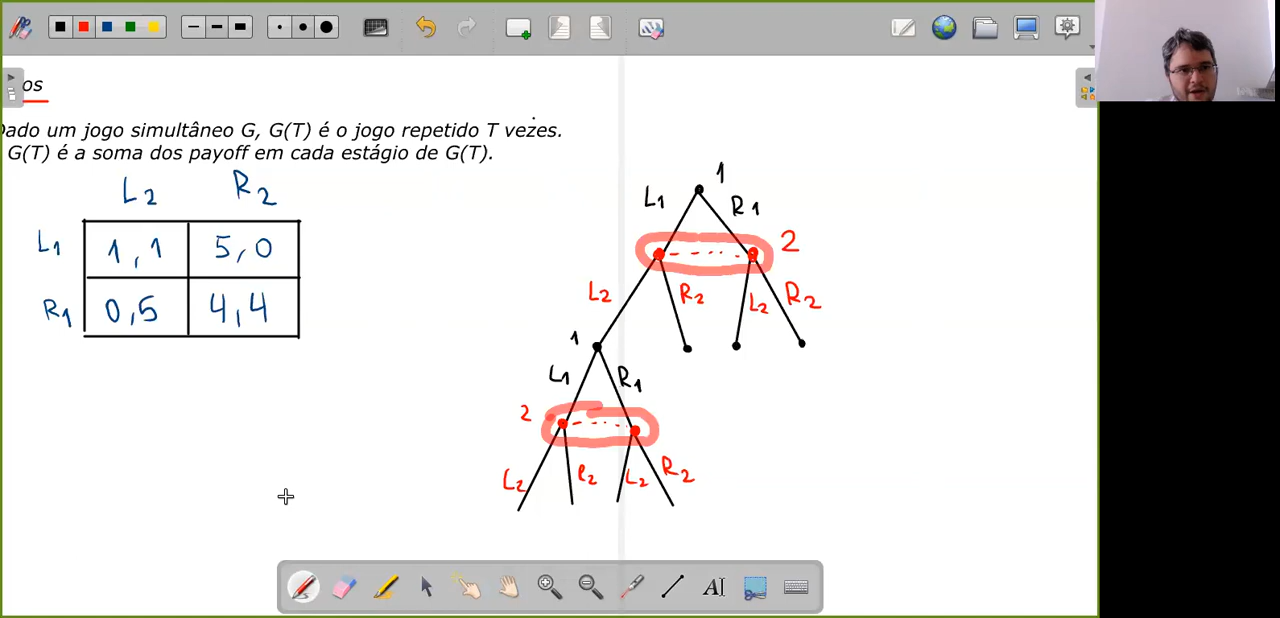 os
Dado um jogo simultâneo G, G(T) é o jogo repetido T vezes.
G(T) é a soma dos payoff em cada estágio de G(T).
L2 R2
L1 1,1 5,0
R1 0,5 4,4
1
L1 R1
2
L2 R2 L2 R2
1
L1 R1
2
L2 R2 L2 R2
AI